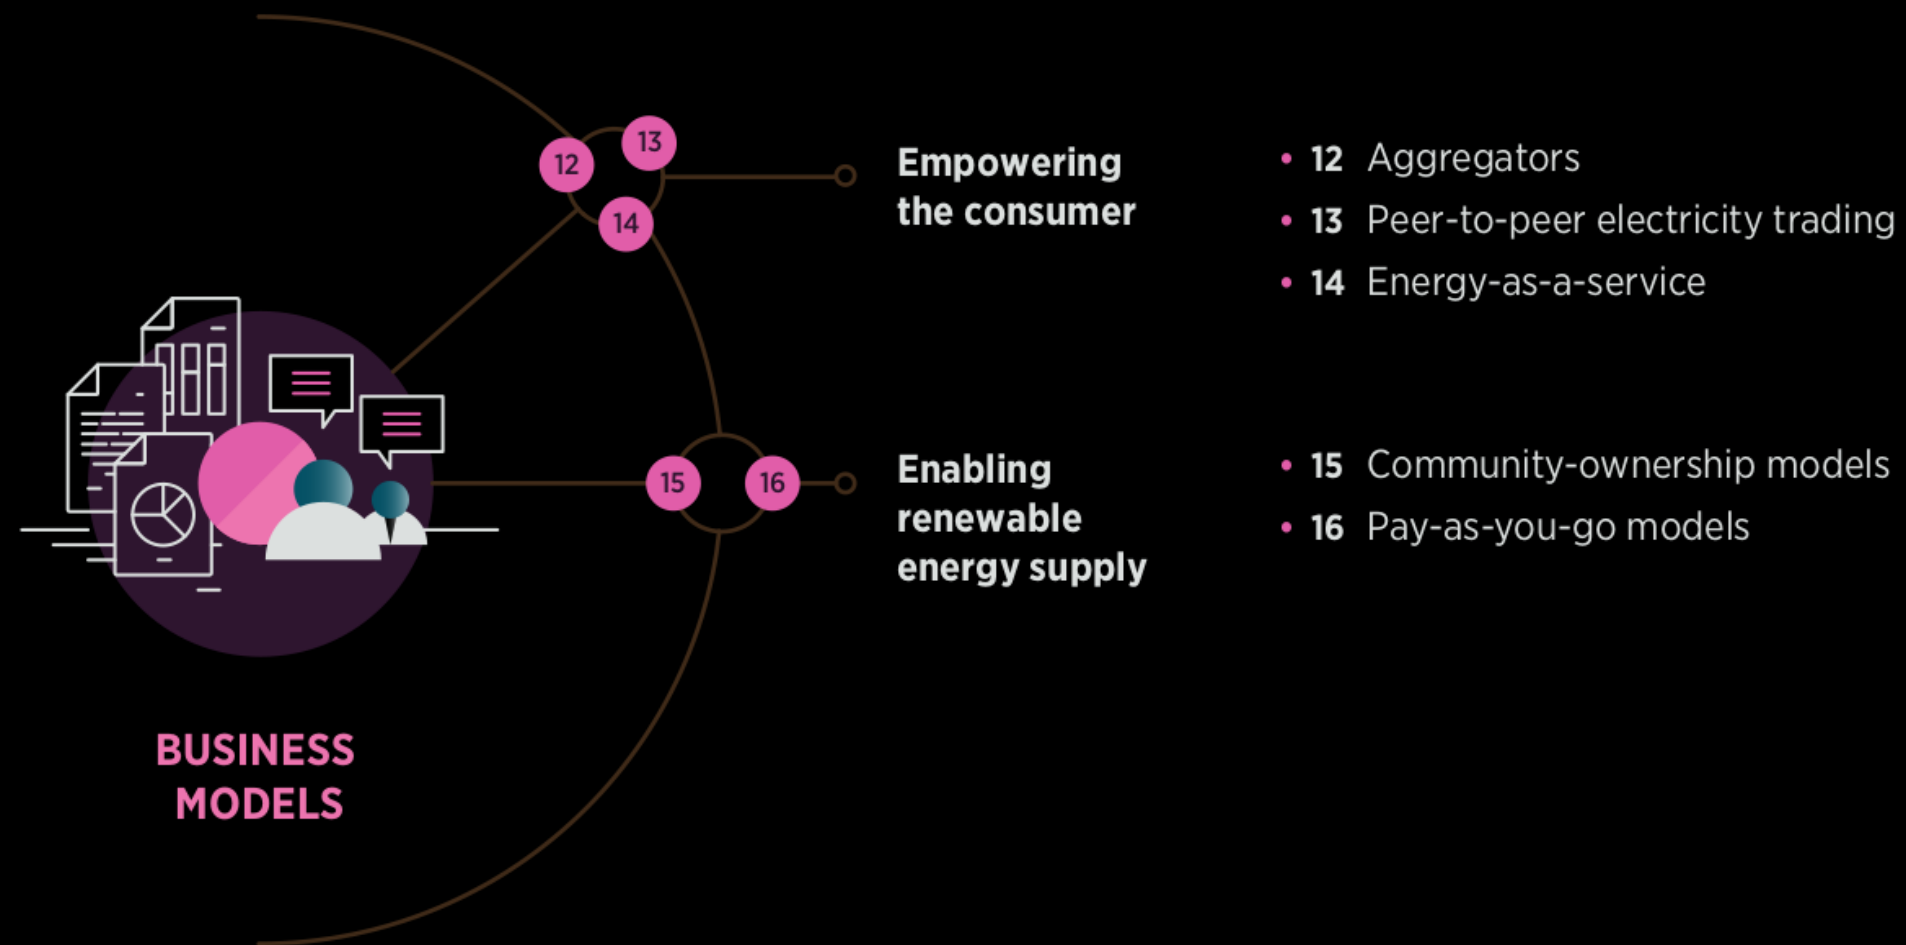 12
13
14
Empowering
the consumer
• 12 Aggregators
• 13 Peer-to-peer electricity trading
• 14 Energy-as-a-service
15
16
Enabling
renewable
energy supply
• 15 Community-ownership models
• 16 Pay-as-you-go models
BUSINESS
MODELS